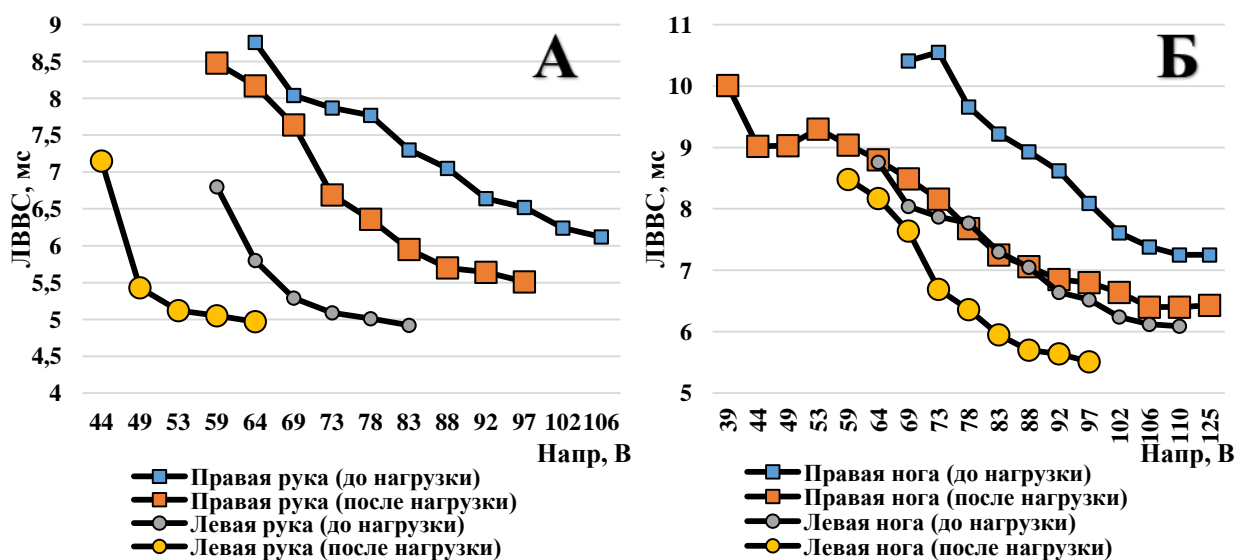 А
ЛВВС, мс
9
8,5
8
7,5
7
6,5
6
5,5
5
4,5
4
44 49 53 59 64 69 73 78 83 88 92 97 102 106
Напр, В
Правая рука (до нагрузки)
Правая рука (после нагрузки)
Левая рука (до нагрузки)
Левая рука (после нагрузки)
Б
ЛВВС, мс
11
10
9
8
7
6
5
39 44 49 53 59 64 69 73 78 83 88 92 97 102 106 110 125
Напр, В
Правая нога (до нагрузки)
Правая нога (после нагрузки)
Левая нога (до нагрузки)
Левая нога (после нагрузки)